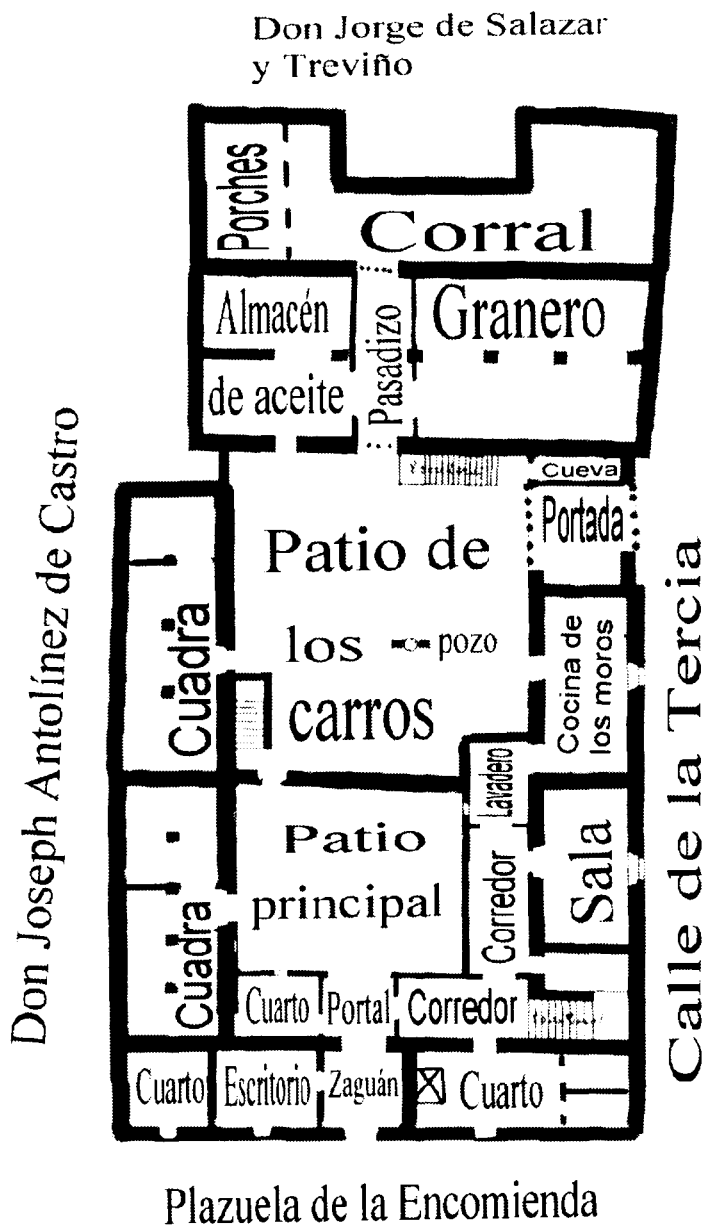 Don Jorge de Salazar
y Treviño
Porches
Corral
Almacén
de aceite
Pasadizo
Granero
Cueva
Portada
Don Joseph Antolínez de Castro
Patio de
los
pozo
carros
Cuadra
Cocina de
los moros
Calle de la Tercia
Lavadero
Patio
principal
Corredor
Sala
Cuadra
Cuarto
Portal
Corredor
Cuarto
Escritorio
Zaguán
Cuarto
Plazuela de la Encomienda